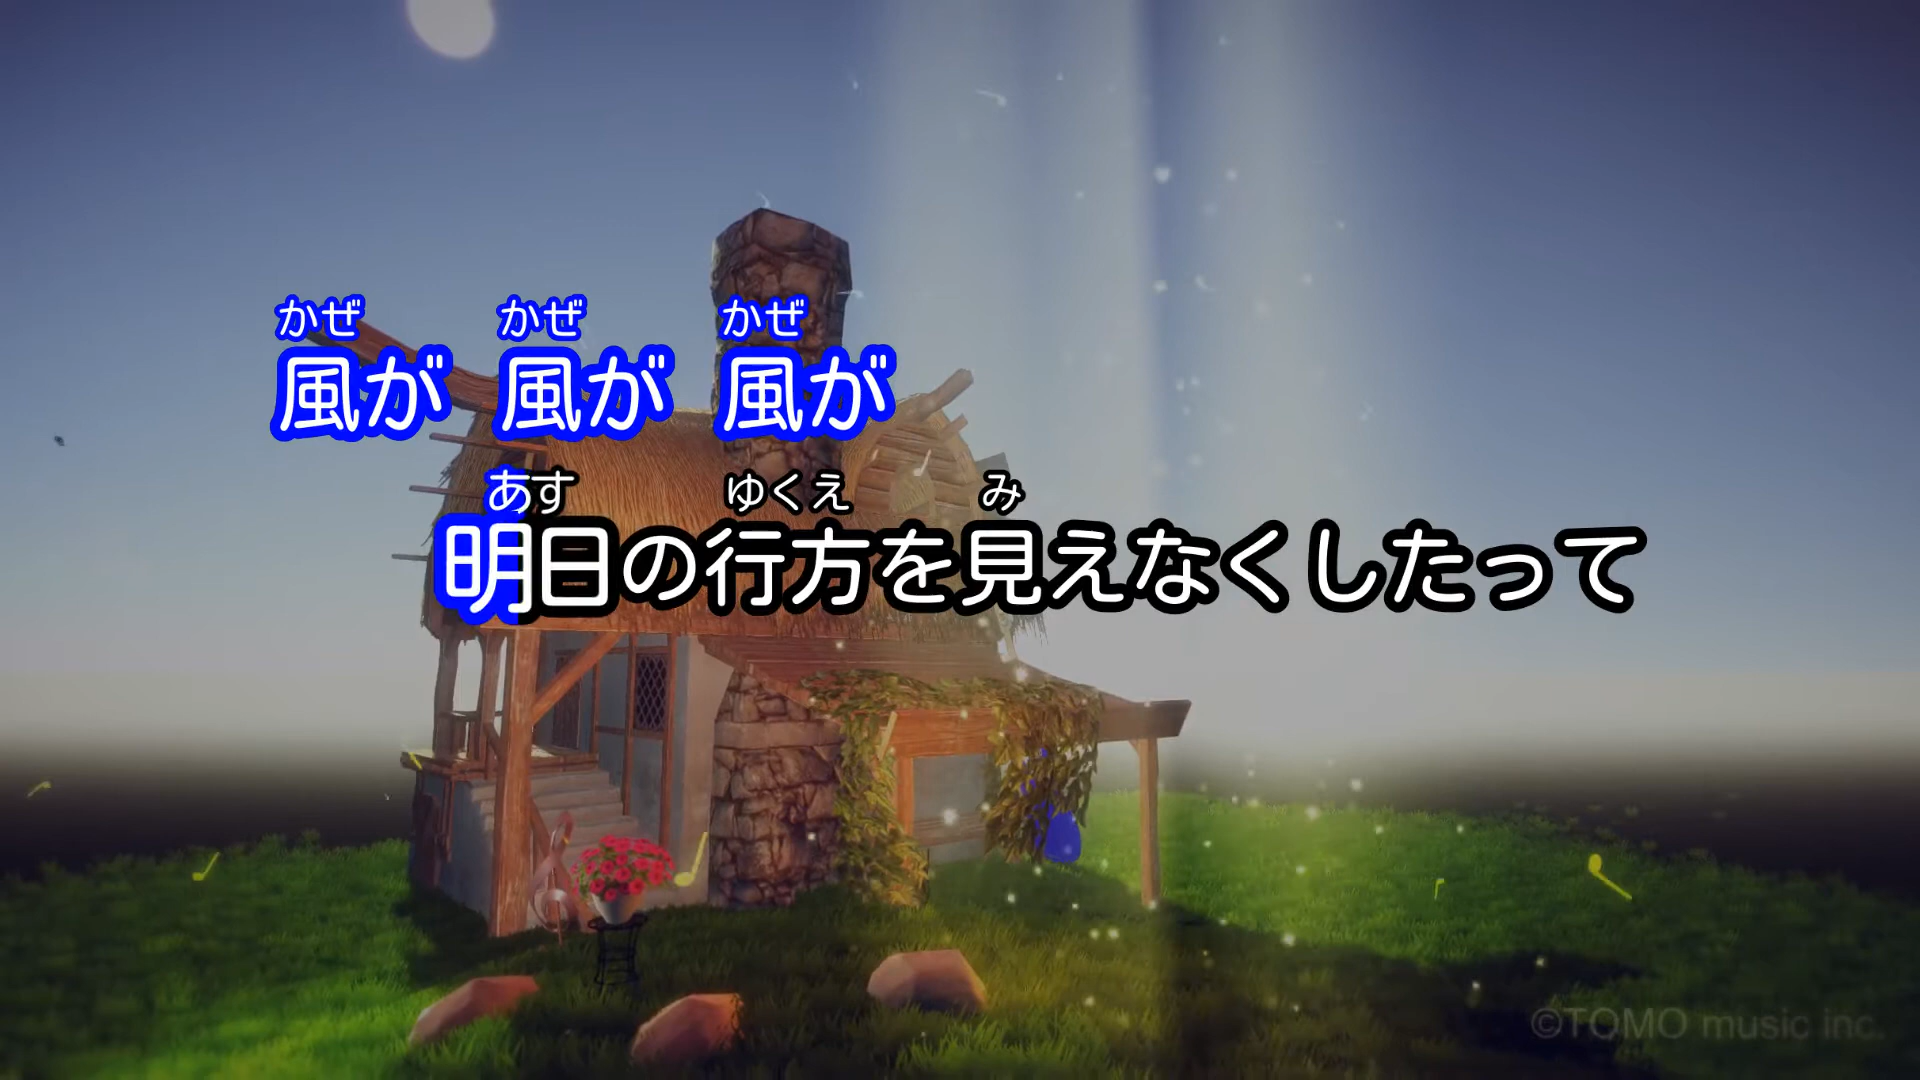 かぜ かぜ かぜ
風が 風が 風が
あす ゆくえ み
明日の行方を見えなくしたって
©TOMO music inc.